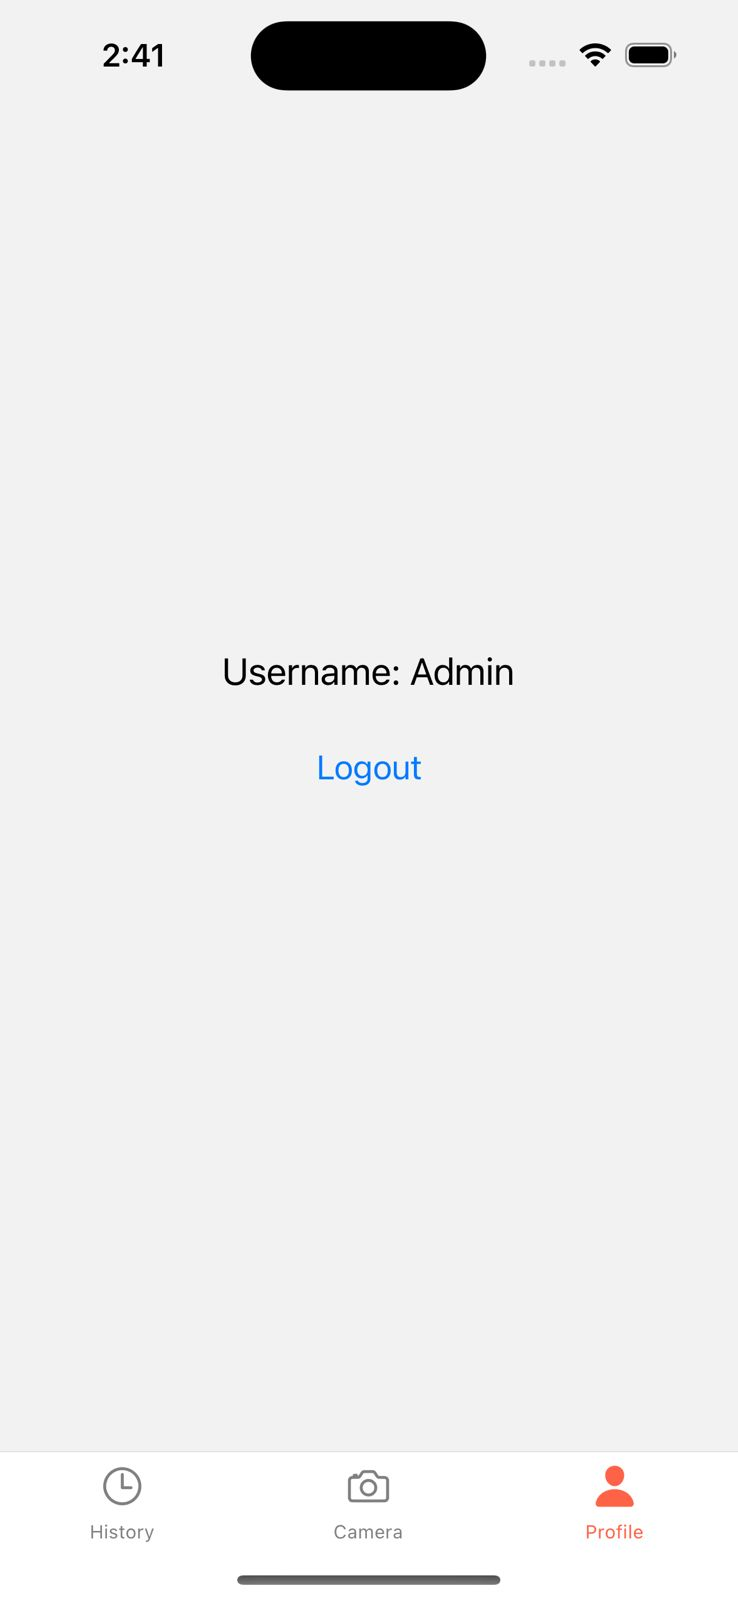 2:41
Username: Admin
Logout
History
Camera
Profile